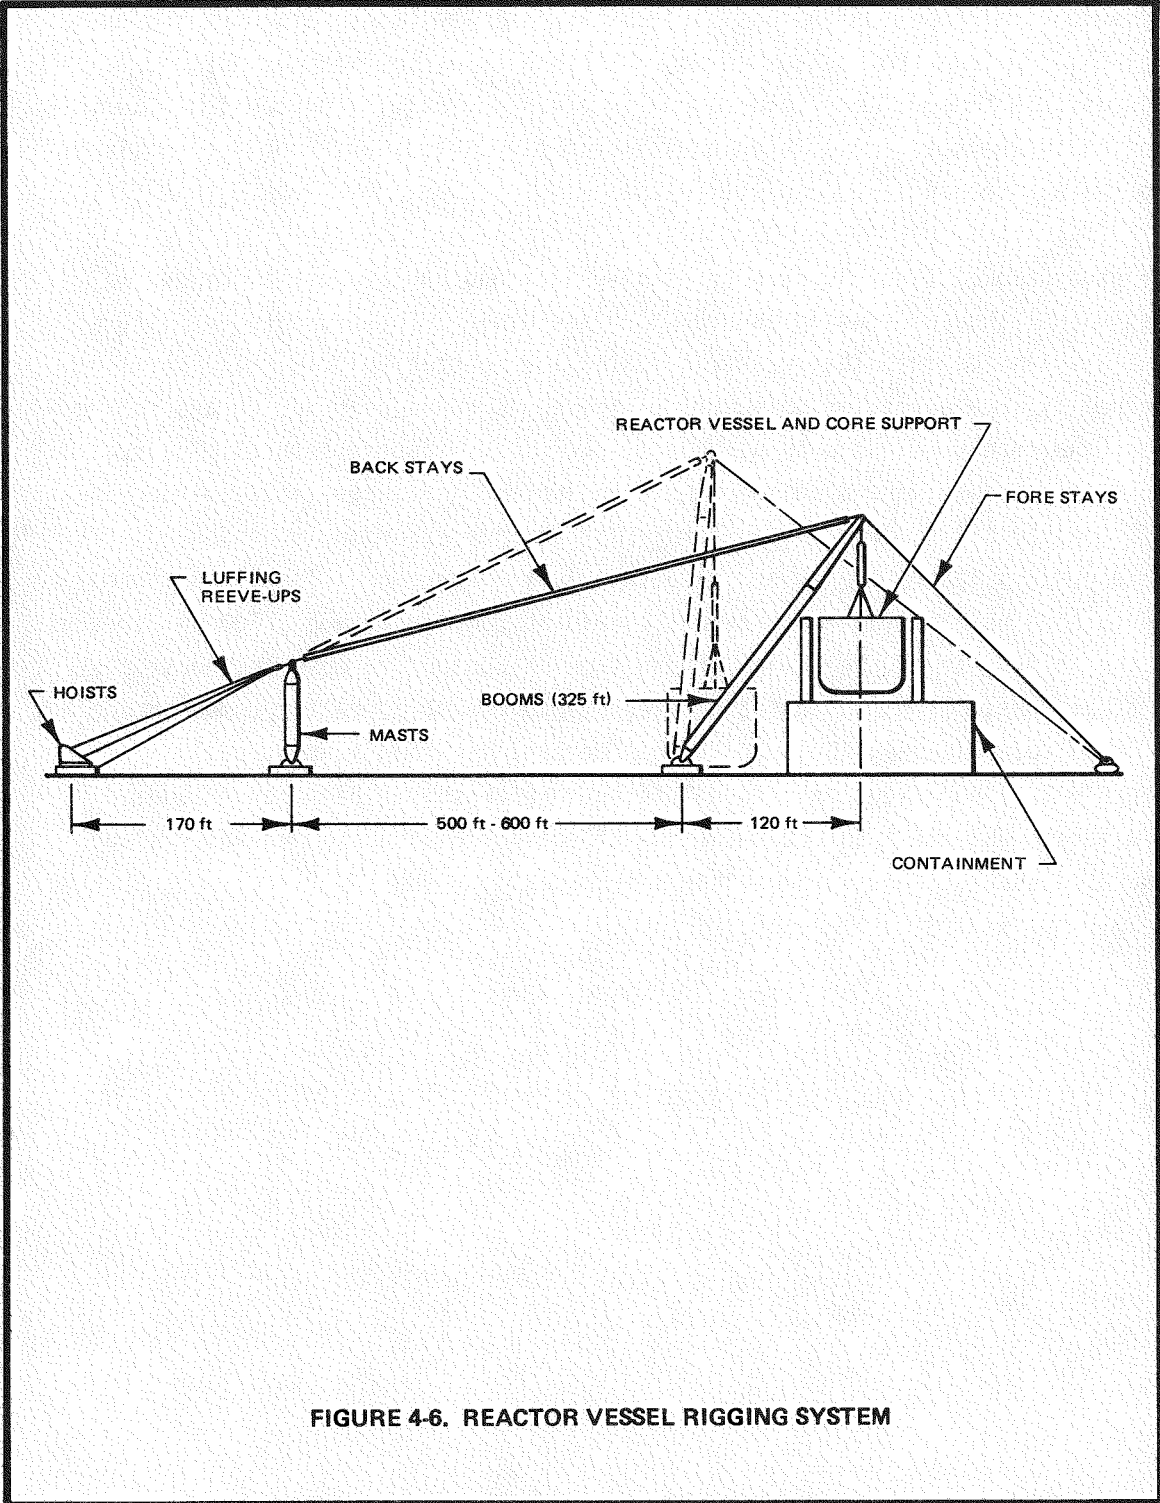 REACTOR VESSEL AND CORE SUPPORT
BACK STAYS
FORE STAYS
LUFFING
REEVE-UPS
HOISTS
BOOMS (325 ft)
MASTS
170 ft
500 ft - 600 ft
120 ft
CONTAINMENT
FIGURE 4-6. REACTOR VESSEL RIGGING SYSTEM